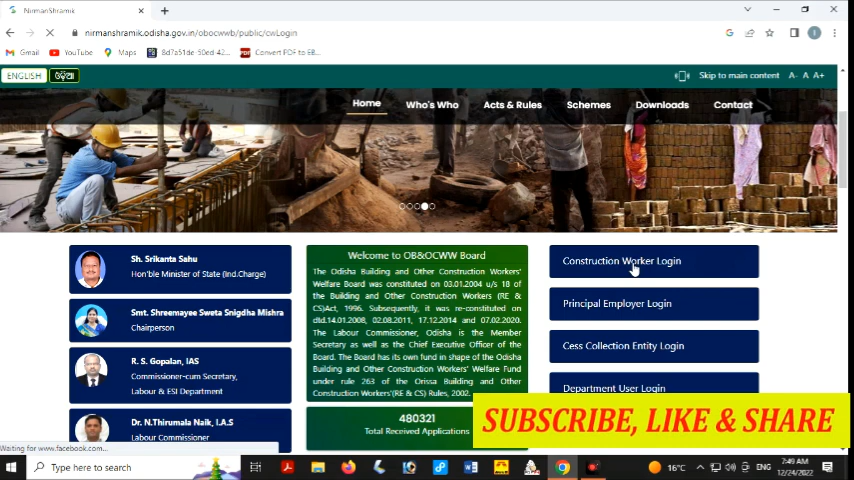 NirmanShramik
nirmanshramik.odisha.gov.in/obocwwb/public/cwLogin
Gmail
YouTube
Maps
8d7a51de-50ed-42...
Convert PDF to EB...
ENGLISH
ଓଡ଼ିଆ
Skip to main content
A- A A+
Home
Who's Who
Acts & Rules
Schemes
Downloads
Contact
Sh. Srikanta Sahu
Hon'ble Minister of State (Ind.Charge)
Smt. Shreemayee Sweta Snigdha Mishra
Chairperson
R. S. Gopalan, IAS
Commissioner-cum Secretary,
Labour & ESI Department
Dr. N.Thirumala Naik, I.A.S
Labour Commissioner
Welcome to OB&OCWW Board
The Odisha Building and Other Construction Workers'
Welfare Board was constituted on 03.01.2004 u/s 18 of
the Building and Other Construction Workers (RE &
CS)Act, 1996. Subsequently, it was re-constituted on
dtd.14.01.2008, 02.08.2011, 17.12.2014 and 07.02.2020.
The Labour Commissioner, Odisha is the Member
Secretary as well as the Chief Executive Officer of the
Board. The Board has its own fund in shape of the Odisha
Building and Other Construction Workers' Welfare Fund
under rule 263 of the Orissa Building and Other
Construction Workers'(RE & CS) Rules, 2002.
480321
Total Received Applications
Construction Worker Login
Principal Employer Login
Cess Collection Entity Login
Department User Login
SUBSCRIBE, LIKE & SHARE
Waiting for www.facebook.com...
Type here to search
16°C
ENG
7:49 AM
12/24/2022